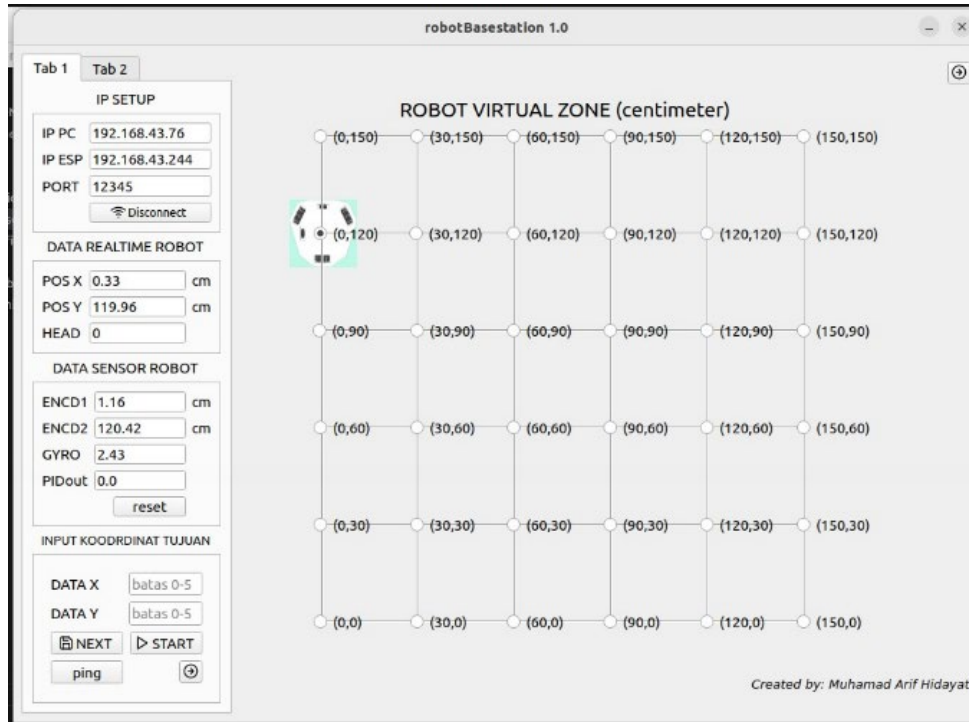 robotBasestation 1.0
Tab 1 Tab 2
IP SETUP
IP PC 192.168.43.76
IP ESP 192.168.43.244
PORT 12345
Disconnect
DATA REALTIME ROBOT
POS X 0.33 cm
POS Y 119.96 cm
HEAD 0
DATA SENSOR ROBOT
ENCD1 1.16 cm
ENCD2 120.42 cm
GYRO 2.43
PIDout 0.0
reset
INPUT KOODRDINAT TUJUAN
DATA X batas 0-5
DATA Y batas 0-5
NEXT START
ping
ROBOT VIRTUAL ZONE (centimeter)
(0,150) (30,150) (60,150) (90,150) (120,150) (150,150)
(0,120) (30,120) (60,120) (90,120) (120,120) (150,120)
(0,90) (30,90) (60,90) (90,90) (120,90) (150,90)
(0,60) (30,60) (60,60) (90,60) (120,60) (150,60)
(0,30) (30,30) (60,30) (90,30) (120,30) (150,30)
(0,0) (30,0) (60,0) (90,0) (120,0) (150,0)
Created by: Muhamad Arif Hidayat